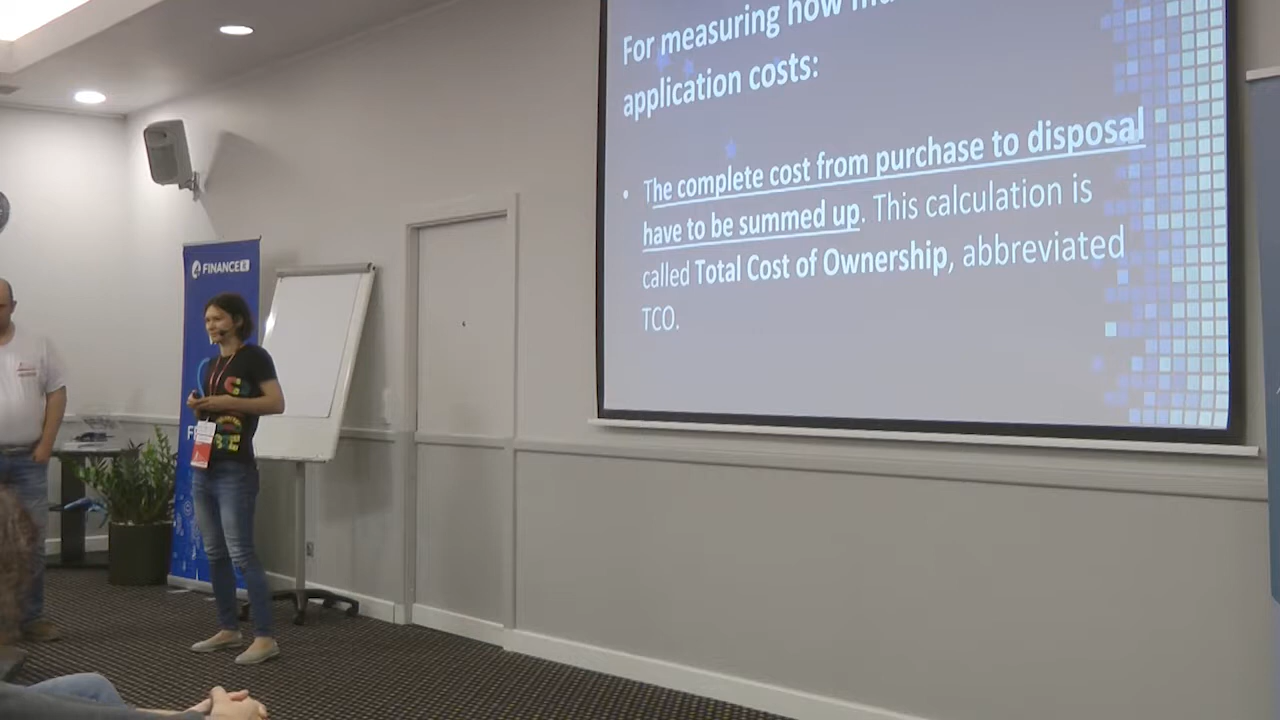 For measuring how
application costs:
• The complete cost from purchase to disposal
have to be summed up. This calculation is
called Total Cost of Ownership, abbreviated
TCO.
FINANCE